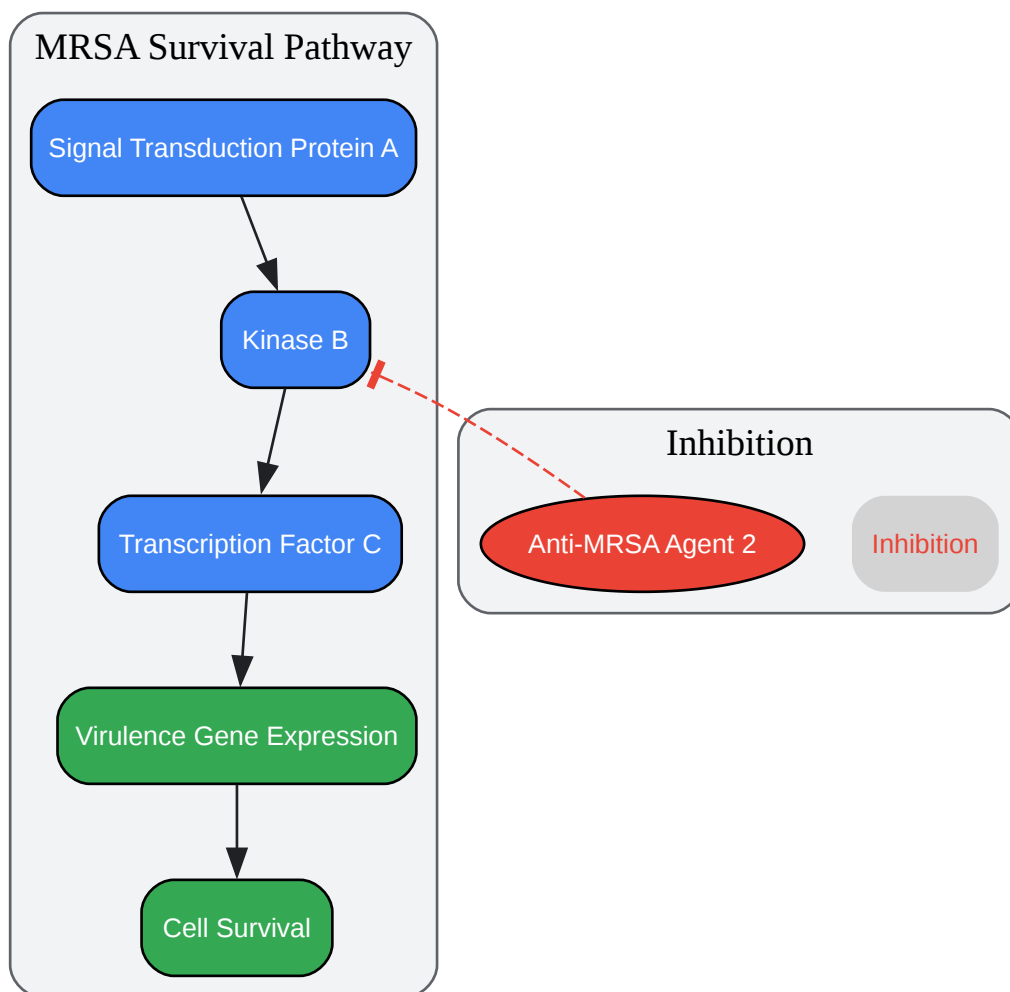 MRSA Survival Pathway
Signal Transduction Protein A
Kinase B
Transcription Factor C
Virulence Gene Expression
Cell Survival
Inhibition
Anti-MRSA Agent 2
Inhibition